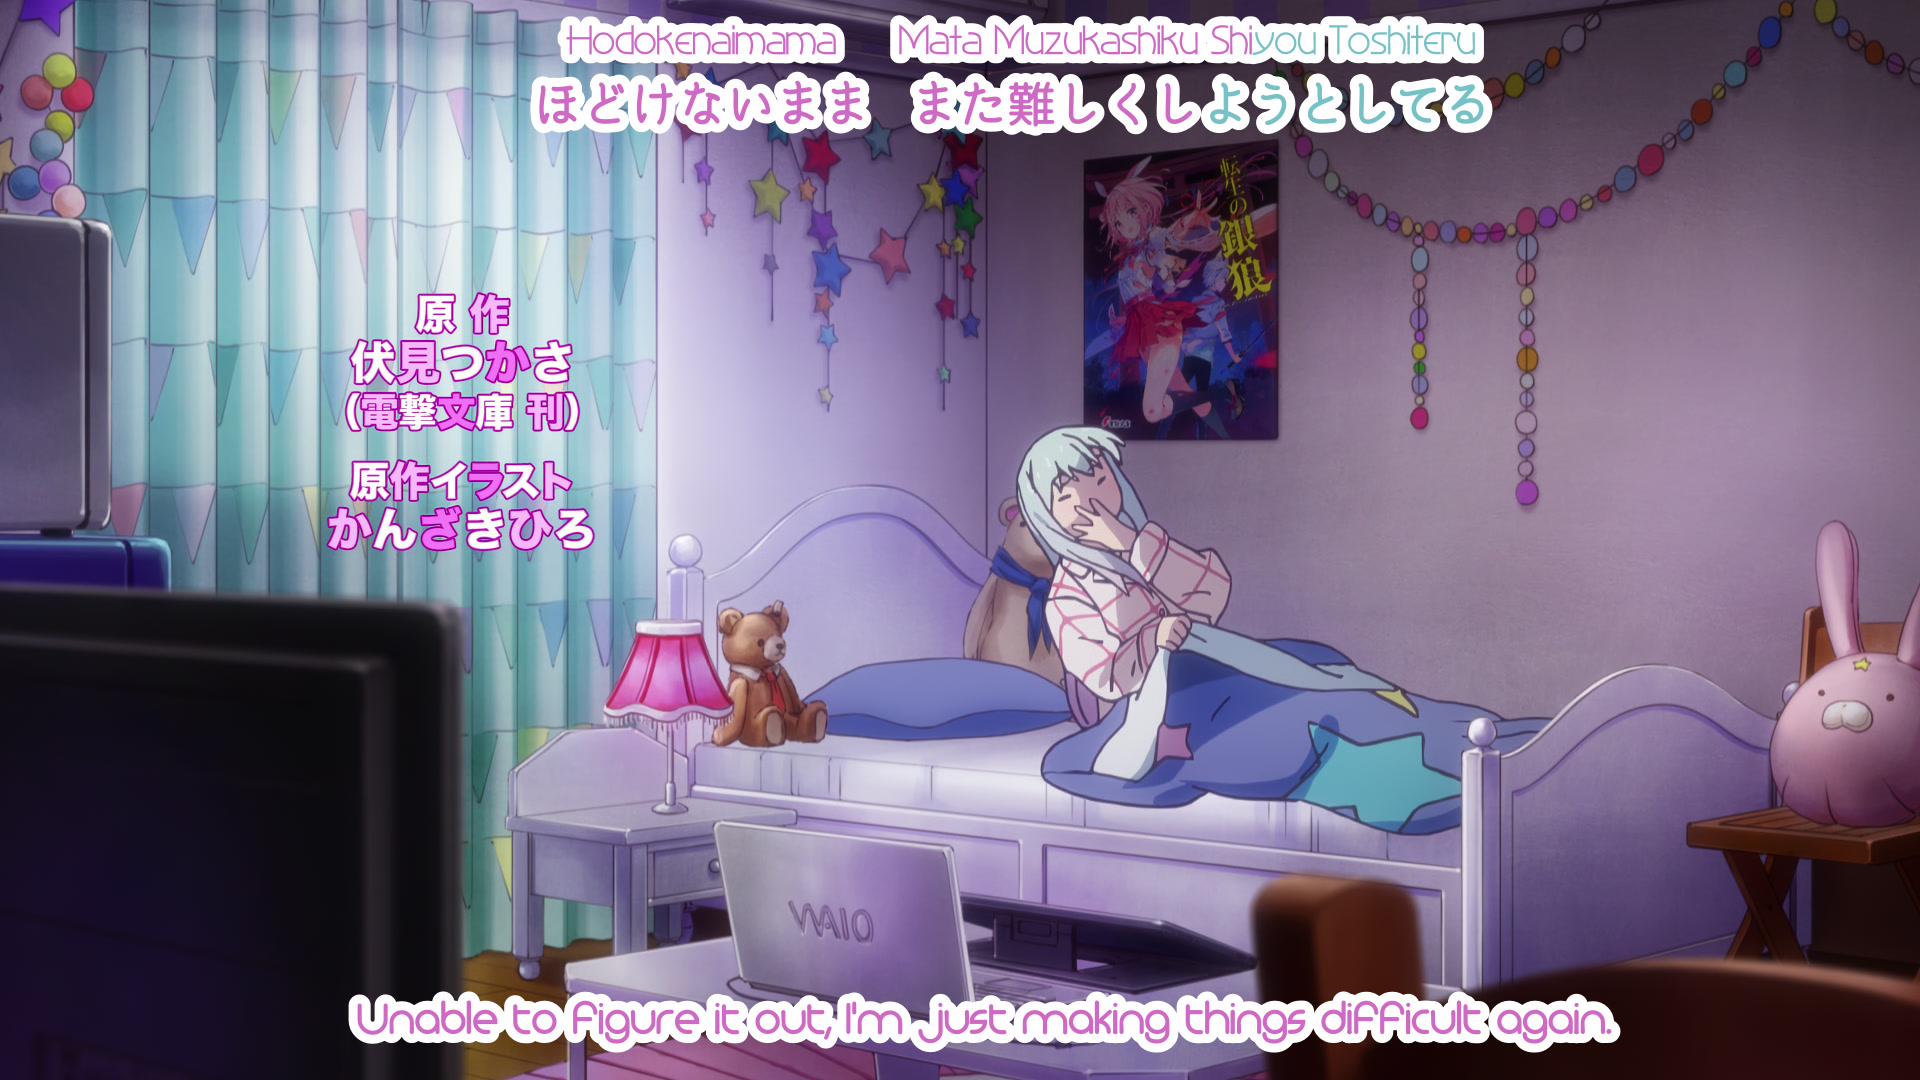 Hodokenaimama Mata Muzukashiku Shiyou Toshiteru
ほどけないまま また難しくしようとしてる
転生の銀狼
原作
伏見つかさ
(電撃文庫 刊)
原作イラスト
かんざきひろ
WAIO
Unable to figure it out, I'm just making things difficult again.